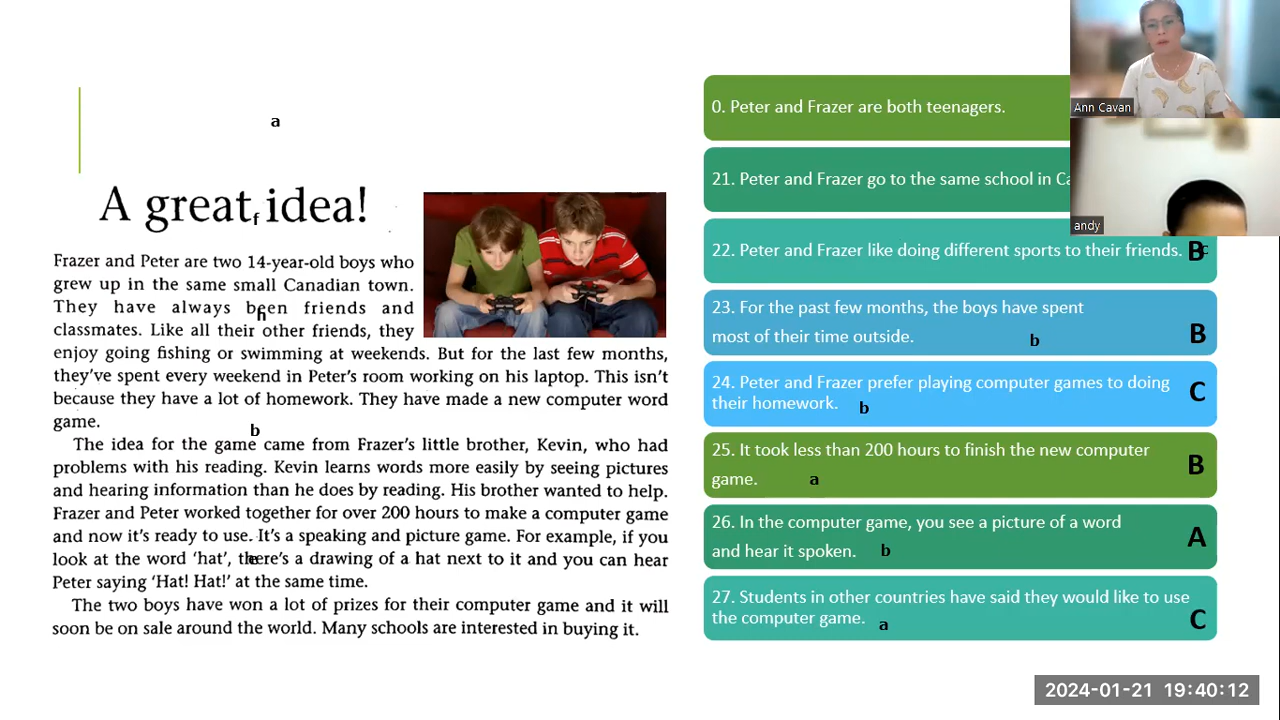 a
A great idea!
f
Frazer and Peter are two 14-year-old boys who
grew up in the same small Canadian town.
They have always been friends and
classmates. Like all their other friends, they
enjoy going fishing or swimming at weekends. But for the last few months,
they've spent every weekend in Peter's room working on his laptop. This isn't
because they have a lot of homework. They have made a new computer word
game.
b
The idea for the game came from Frazer's little brother, Kevin, who had
problems with his reading. Kevin learns words more easily by seeing pictures
and hearing information than he does by reading. His brother wanted to help.
Frazer and Peter worked together for over 200 hours to make a computer game
and now it's ready to use. It's a speaking and picture game. For example, if you
look at the word 'hat', there's a drawing of a hat next to it and you can hear
Peter saying 'Hat! Hat!' at the same time.
The two boys have won a lot of prizes for their computer game and it will
soon be on sale around the world. Many schools are interested in buying it.
0. Peter and Frazer are both teenagers.
21. Peter and Frazer go to the same school in
22. Peter and Frazer like doing different sports to their friends. B
23. For the past few months, the boys have spent
most of their time outside. b B
24. Peter and Frazer prefer playing computer games to doing
their homework. b C
25. It took less than 200 hours to finish the new computer
game. a B
26. In the computer game, you see a picture of a word
and hear it spoken. b A
27. Students in other countries have said they would like to use
the computer game. a C
Ann Cavan
andy
2024-01-21 19:40:12